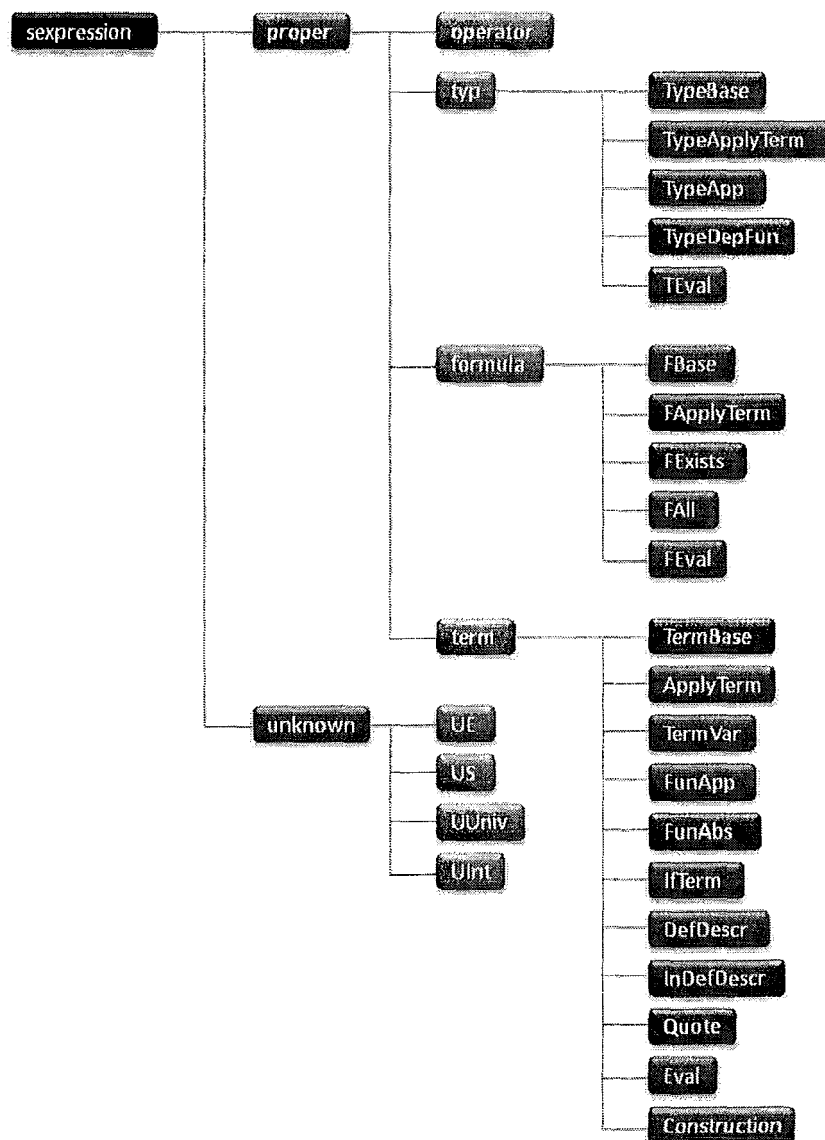 sexpression
proper
operator
typ
TypeBase
TypeApplyTerm
TypeApp
TypeDepFun
TEval
formula
FBase
FApplyTerm
FExists
FAll
FEval
term
TermBase
ApplyTerm
TermVar
FunApp
FunAbs
IfTerm
DefDescr
InDefDescr
Quote
Eval
Construction
unknown
UE
US
UUniv
UInt